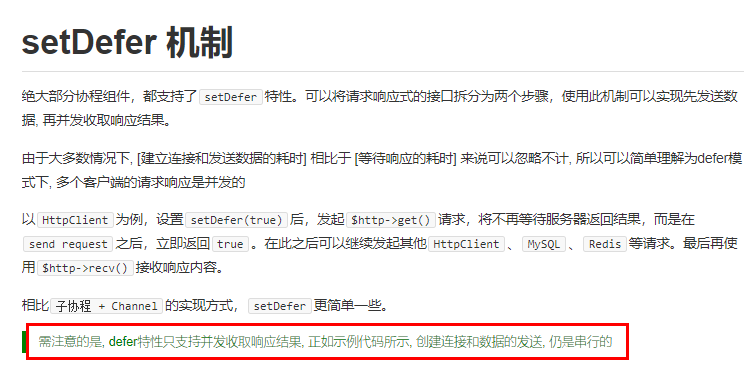 setDefer 机制
绝大部分协程组件，都支持了 setDefer 特性。可以将请求响应式的接口拆分为两个步骤，使用此机制可以实现先发送数
据, 再并发收取响应结果。
由于大多数情况下, [建立连接和发送数据的耗时] 相比于 [等待响应的耗时] 来说可以忽略不计, 所以可以简单理解为defer模
式下, 多个客户端的请求响应是并发的
以 HttpClient 为例，设置 setDefer(true) 后，发起 $http->get() 请求，将不再等待服务器返回结果，而是在
send request 之后，立即返回 true 。在此之后可以继续发起其他 HttpClient 、 MySQL 、 Redis 等请求。最后再使
用 $http->recv() 接收响应内容。
相比 子协程 + Channel 的实现方式， setDefer 更简单一些。
需注意的是, defer特性只支持并发收取响应结果, 正如示例代码所示, 创建连接和数据的发送, 仍是串行的